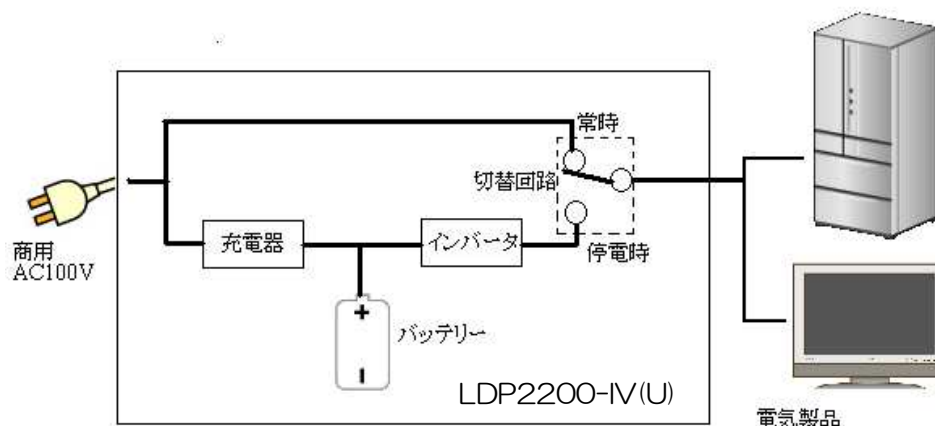 常時
切替回路
商用
AC100V
充電器
インバータ
停電時
+
バッテリー
-
LDP2200-IV(U)
電気製品